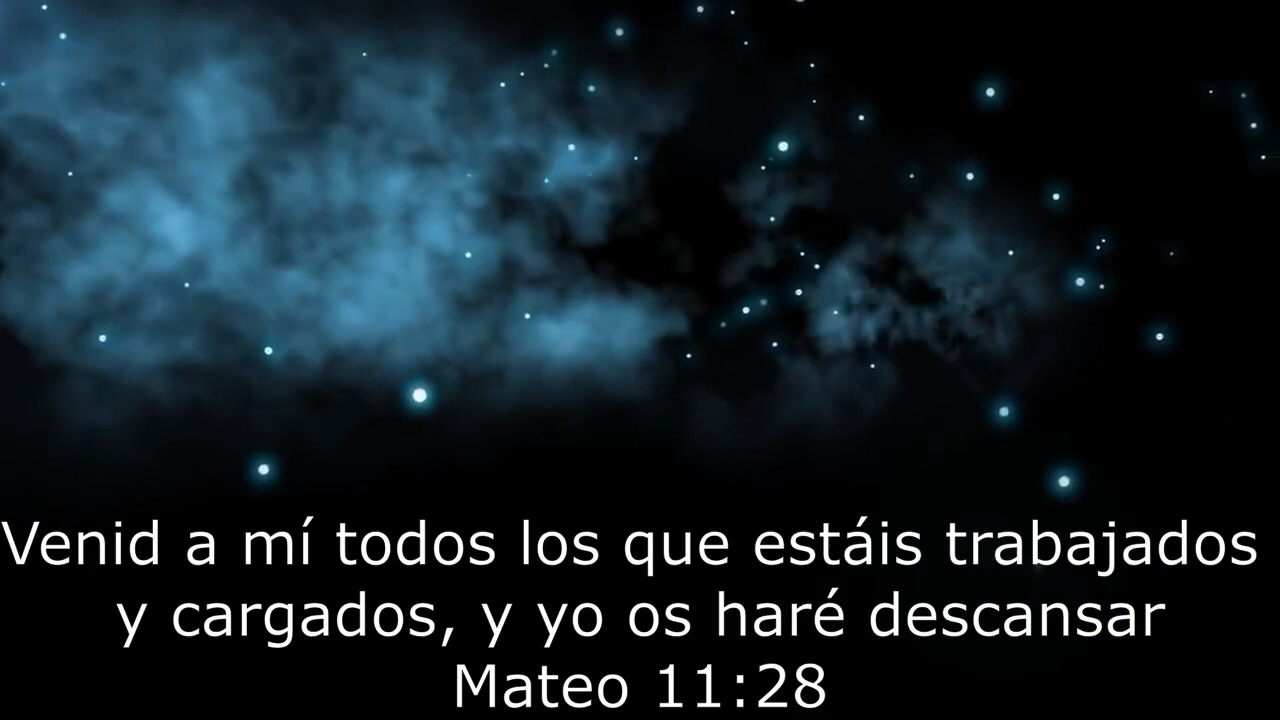 Venid a mí todos los que estáis trabajados
y cargados, y yo os haré descansar
Mateo 11:28